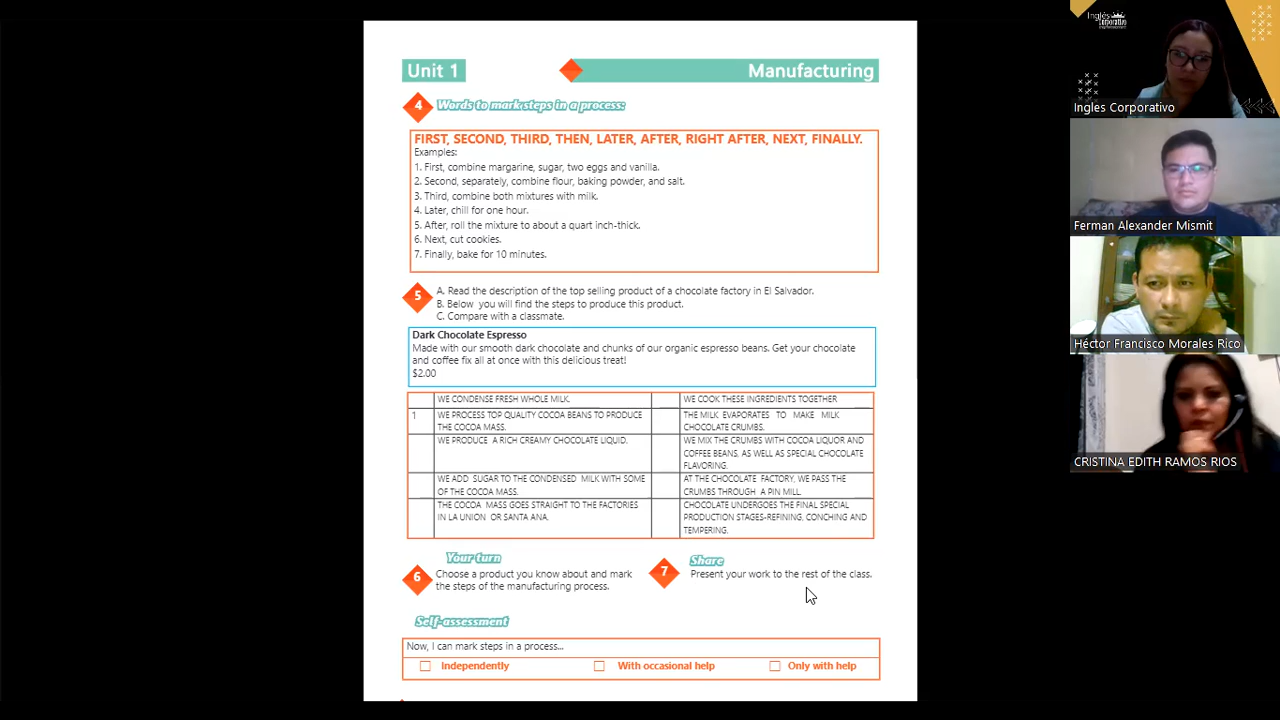 Unit 1
Manufacturing
4 Words to mark steps in a process:
FIRST, SECOND, THIRD, THEN, LATER, AFTER, RIGHT AFTER, NEXT, FINALLY.
Examples:
1. First, combine margarine, sugar, two eggs and vanilla.
2. Second, separately, combine flour, baking powder, and salt.
3. Third, combine both mixtures with milk.
4. Later, chill for one hour.
5. After, roll the mixture to about a quart inch-thick.
6. Next, cut cookies.
7. Finally, bake for 10 minutes.
5
A. Read the description of the top selling product of a chocolate factory in El Salvador.
B. Below you will find the steps to produce this product.
C. Compare with a classmate.
Dark Chocolate Espresso
Made with our smooth dark chocolate and chunks of our organic espresso beans. Get your chocolate
and coffee fix all at once with this delicious treat!
$2.00
WE CONDENSE FRESH WHOLE MILK.
1 WE PROCESS TOP QUALITY COCOA BEANS TO PRODUCE
THE COCOA MASS.
WE PRODUCE A RICH CREAMY CHOCOLATE LIQUID.
WE ADD SUGAR TO THE CONDENSED MILK WITH SOME
OF THE COCOA MASS.
THE COCOA MASS GOES STRAIGHT TO THE FACTORIES
IN LA UNION OR SANTA ANA.
WE COOK THESE INGREDIENTS TOGETHER
THE MILK EVAPORATES TO MAKE MILK
CHOCOLATE CRUMBS.
WE MIX THE CRUMBS WITH COCOA LIQUOR AND
COFFEE BEANS, AS WELL AS SPECIAL CHOCOLATE
FLAVORING.
AT THE CHOCOLATE FACTORY, WE PASS THE
CRUMBS THROUGH A PIN MILL.
CHOCOLATE UNDERGOES THE FINAL SPECIAL
PRODUCTION STAGES-REFINING, CONCHING AND
TEMPERING.
Your turn
6 Choose a product you know about and mark
the steps of the manufacturing process.
Share
7 Present your work to the rest of the class.
Self-assessment
Now, I can mark steps in a process...
Independently
With occasional help
Only with help
Inglés
Corporativo
Ingles Corporativo
Ferman Alexander Mismit
Héctor Francisco Morales Rico
CRISTINA EDITH RAMOS RIOS